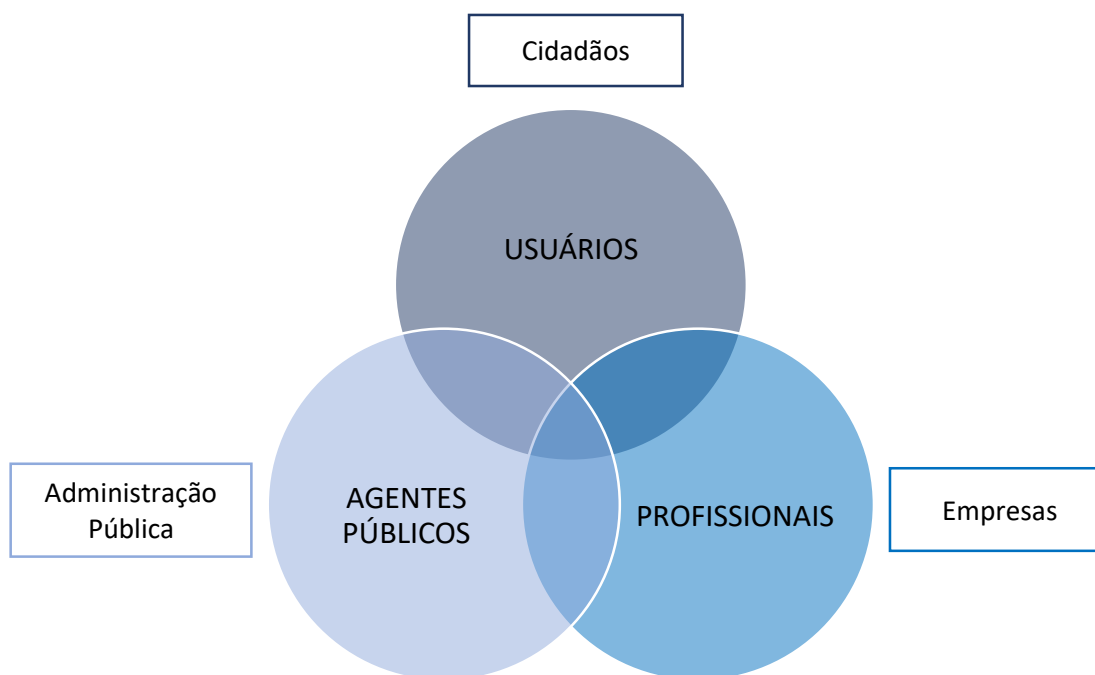 Cidadãos
USUÁRIOS
Administração
Pública
AGENTES
PÚBLICOS
PROFISSIONAIS
Empresas